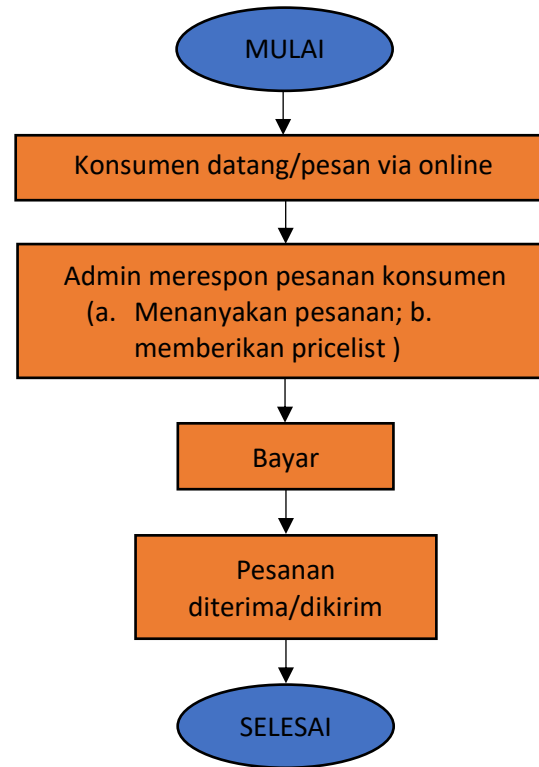 MULAI
Konsumen datang/pesan via online
Admin merespon pesanan konsumen
(a. Menanyakan pesanan; b.
memberikan pricelist )
Bayar
Pesanan
diterima/dikirim
SELESAI